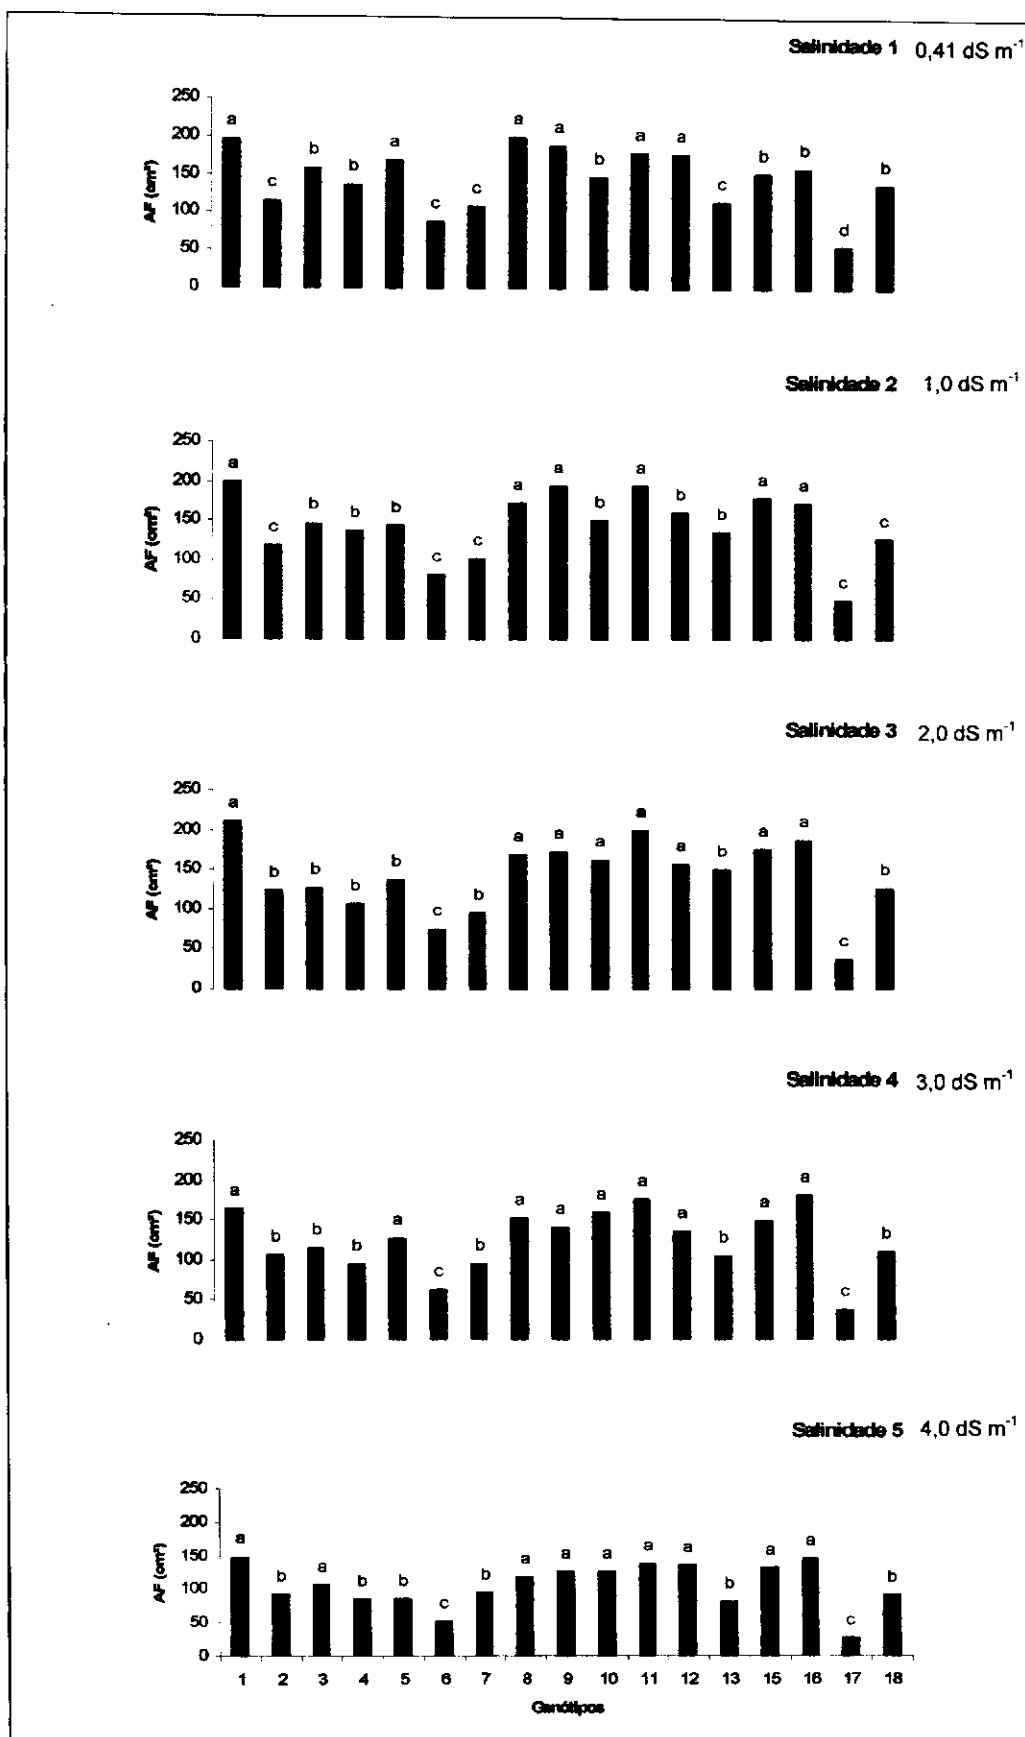 Salinidade 1 0,41 dS m⁻¹
250
200
150
100
50
0
AF (cm²)
a c b b a c c a a b a a c b b d b
Salinidade 2 1,0 dS m⁻¹
250
200
150
100
50
0
AF (cm²)
a c b b b c c a a b a b b a a c c
Salinidade 3 2,0 dS m⁻¹
250
200
150
100
50
0
AF (cm²)
a b b b b c b a a a a a b a a c b
Salinidade 4 3,0 dS m⁻¹
250
200
150
100
50
0
AF (cm²)
a b b b a c b a a a a a b a a c b
Salinidade 5 4,0 dS m⁻¹
250
200
150
100
50
0
AF (cm²)
a b a b b c b a a a a a b a a c b
1 2 3 4 5 6 7 8 9 10 11 12 13 15 16 17 18
Genótipos